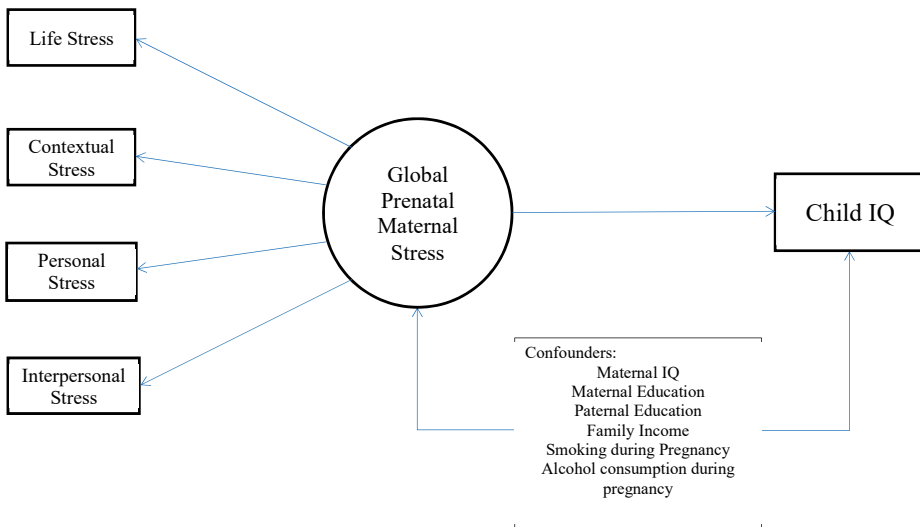 Life Stress
Contextual
Stress
Personal
Stress
Interpersonal
Stress
Global
Prenatal
Maternal
Stress
Child IQ
Confounders:
Maternal IQ
Maternal Education
Paternal Education
Family Income
Smoking during Pregnancy
Alcohol consumption during
pregnancy